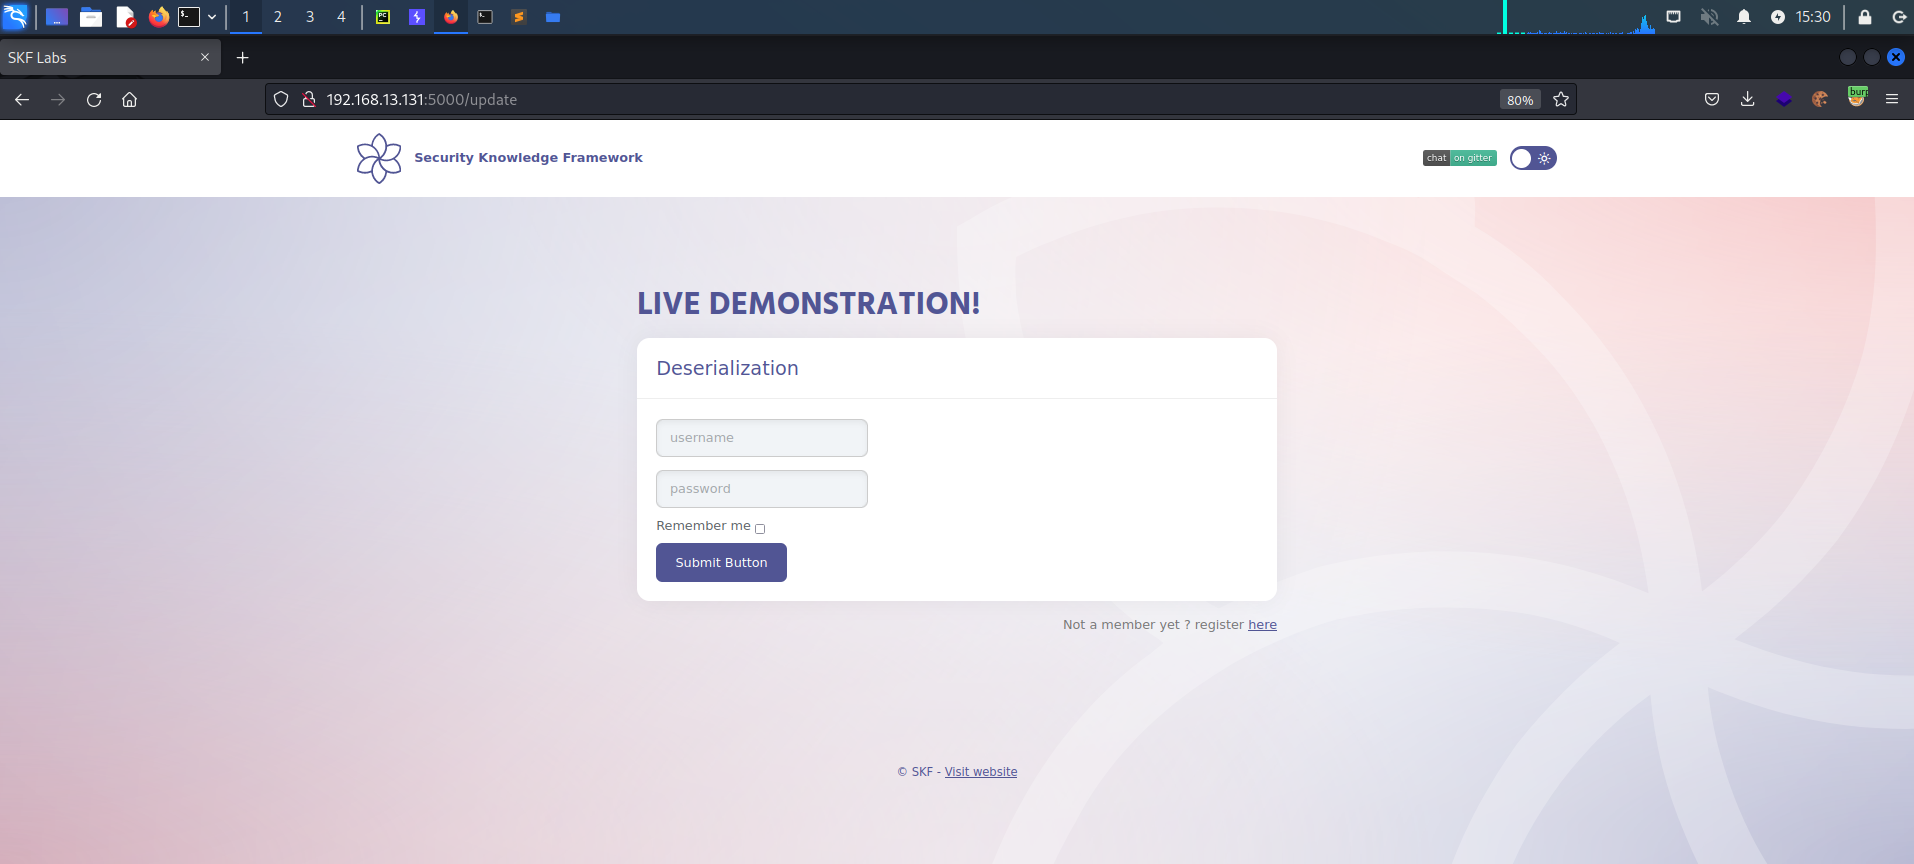 1 2 3 4 15:30
SKF Labs
192.168.13.131:5000/update 80% burp
Security Knowledge Framework chat on gitter
LIVE DEMONSTRATION!
Deserialization
username
password
Remember me
Submit Button
Not a member yet ? register here
© SKF - Visit website